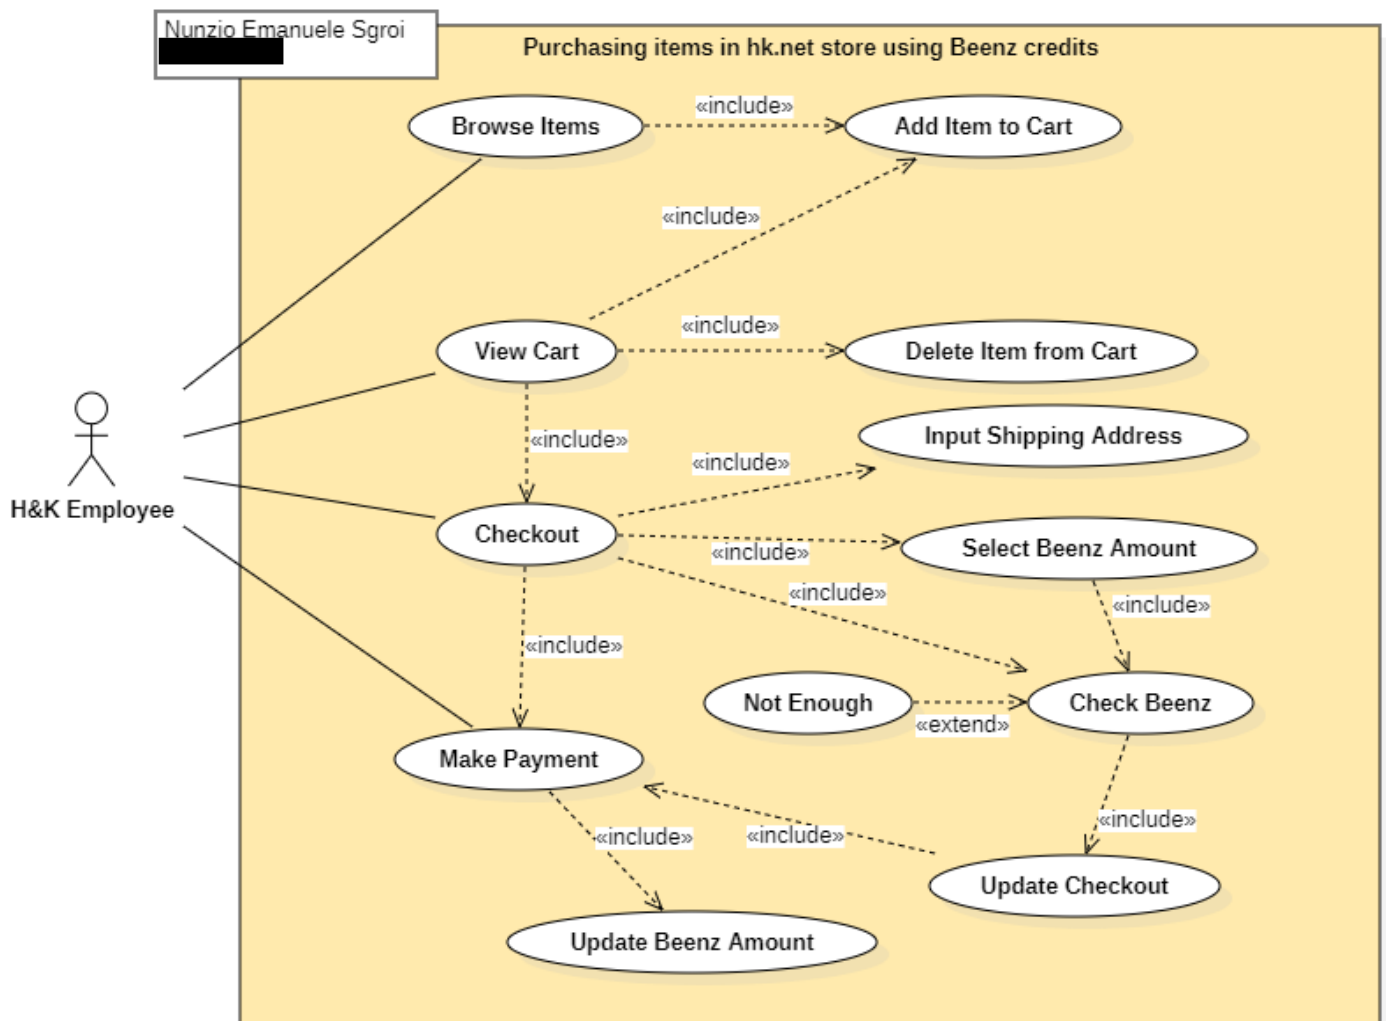 Nunzio Emanuele Sgroi
Purchasing items in hk.net store using Beenz credits
Browse Items
«include»
Add Item to Cart
«include»
View Cart
«include»
Delete Item from Cart
«include»
Input Shipping Address
«include»
H&K Employee
Checkout
«include»
Select Beenz Amount
«include»
«include»
«include»
Not Enough
«extend»
Check Beenz
Make Payment
«include»
«include»
«include»
Update Checkout
Update Beenz Amount